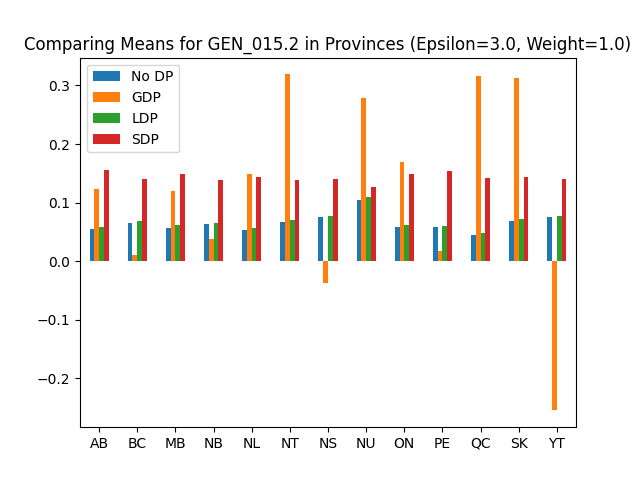 Comparing Means for GEN_015.2 in Provinces (Epsilon=3.0, Weight=1.0)
No DP
GDP
LDP
SDP
0.3
0.2
0.1
0.0
−0.1
−0.2
AB BC MB NB NL NT NS NU ON PE QC SK YT